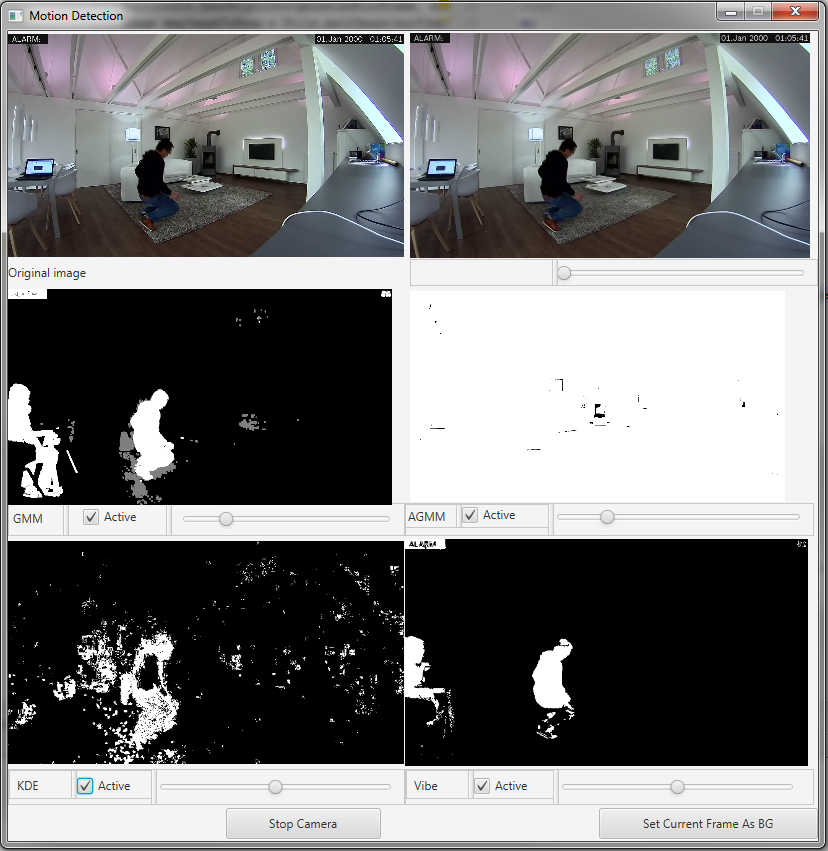 Motion Detection
ALARM:
01.Jan 2000 01:05:41
ALARM:
01.Jan 2000 01:05:41
Original image
GMM
Active
AGMM
Active
KDE
Active
Vibe
Active
Stop Camera
Set Current Frame As BG